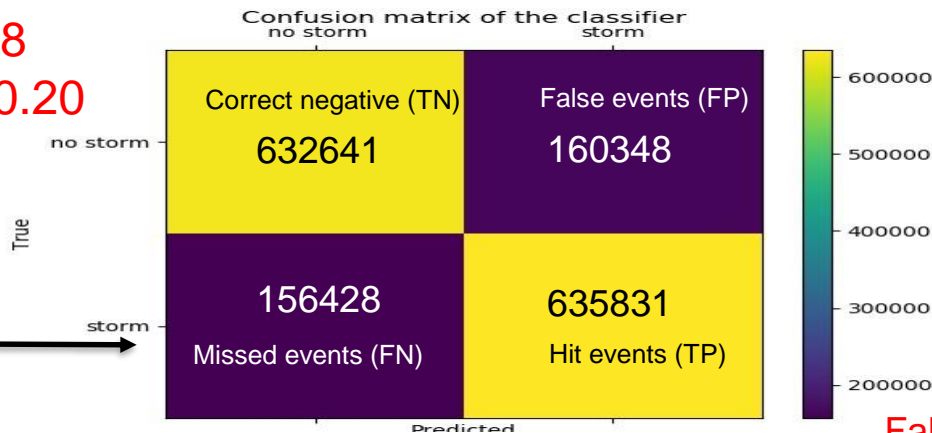 Confusion matrix of the classifier
no storm storm
8
0.20
Correct negative (TN) False events (FP)
632641 160348
no storm
True
156428 635831
storm
Missed events (FN) Hit events (TP)
Predicted
600000
500000
400000
300000
200000
Fal